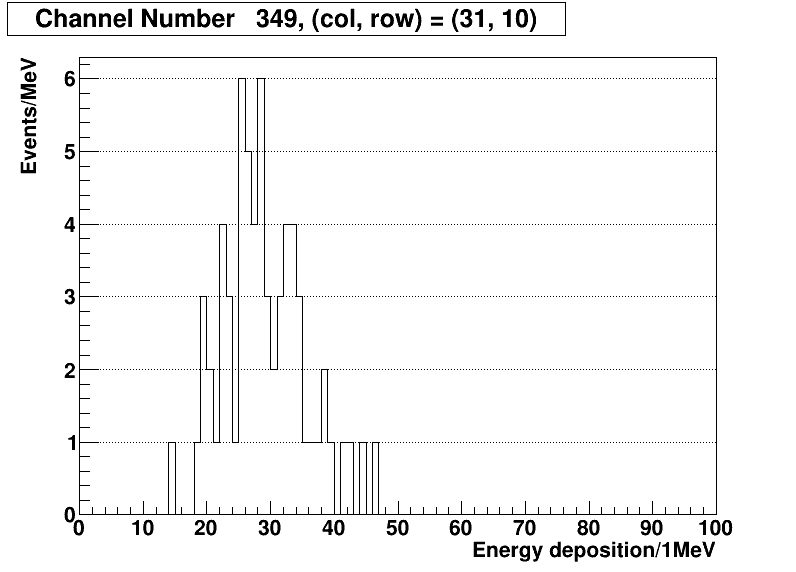 Channel Number 349, (col, row) = (31, 10)
Events/MeV
6
5
4
3
2
1
0
0 10 20 30 40 50 60 70 80 90 100
Energy deposition/1MeV